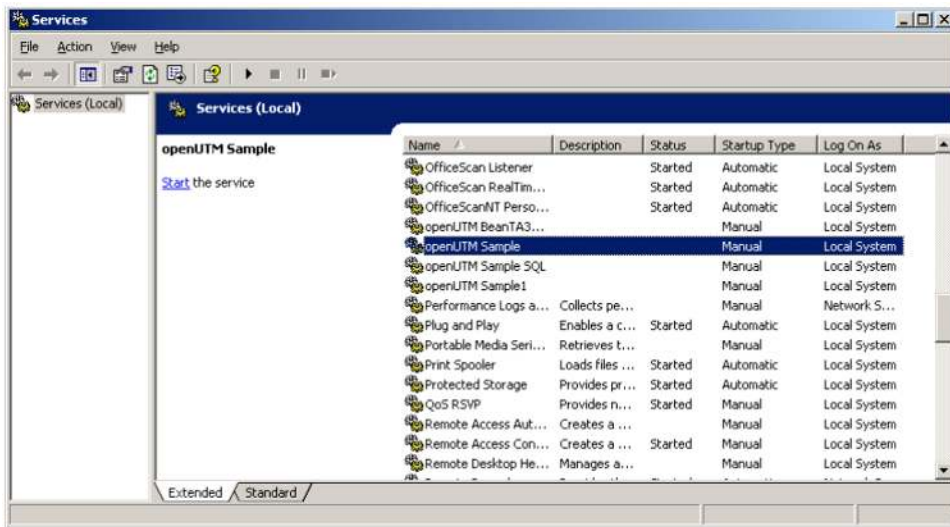 Services
File Action View Help
Services (Local)
Services (Local)
openUTM Sample
Start the service
Name Description Status Startup Type Log On As
OfficeScan Listener Started Automatic Local System
OfficeScan RealTim... Started Automatic Local System
OfficeScanNT Perso... Started Automatic Local System
openUTM BeanTA3... Manual Local System
openUTM Sample Manual Local System
openUTM Sample SQL Manual Local System
openUTM Sample1 Manual Local System
Performance Logs a... Collects pe... Manual Network S...
Plug and Play Enables a c... Started Automatic Local System
Portable Media Seri... Retrieves t... Manual Local System
Print Spooler Loads files ... Started Automatic Local System
Protected Storage Provides pr... Started Automatic Local System
QoS RSVP Provides n... Started Manual Local System
Remote Access Aut... Creates a ... Manual Local System
Remote Access Con... Creates a ... Started Manual Local System
Remote Desktop He... Manages a... Manual Local System
Extended Standard